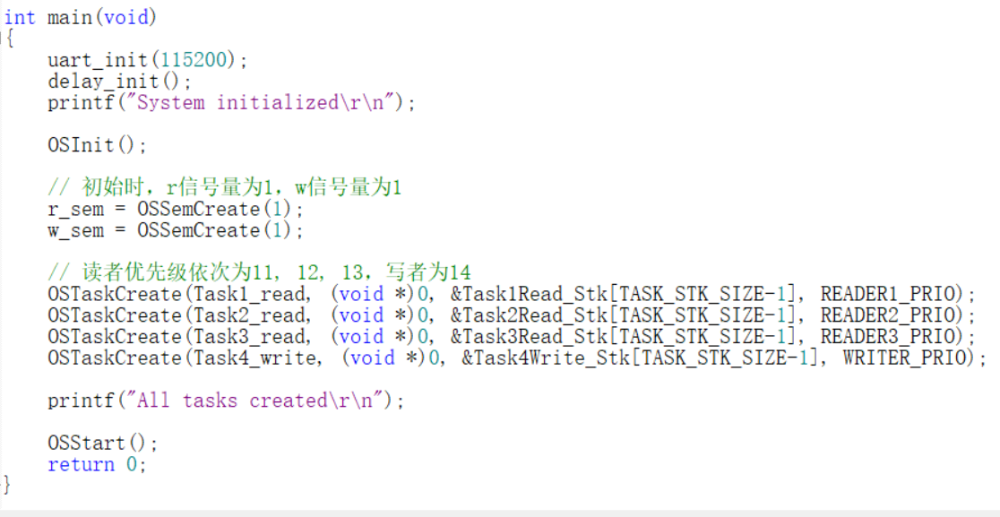 int main(void)
{
    uart_init(115200);
    delay_init();
    printf("System initialized\r\n");
    OSInit();
    // 初始时，r信号量为1，w信号量为1
    r_sem = OSSemCreate(1);
    w_sem = OSSemCreate(1);
    // 读者优先级依次为11, 12, 13，写者为14
    OSTaskCreate(Task1_read, (void *)0, &Task1Read_Stk[TASK_STK_SIZE-1], READER1_PRIO);
    OSTaskCreate(Task2_read, (void *)0, &Task2Read_Stk[TASK_STK_SIZE-1], READER2_PRIO);
    OSTaskCreate(Task3_read, (void *)0, &Task3Read_Stk[TASK_STK_SIZE-1], READER3_PRIO);
    OSTaskCreate(Task4_write, (void *)0, &Task4Write_Stk[TASK_STK_SIZE-1], WRITER_PRIO);
    printf("All tasks created\r\n");
    OSStart();
    return 0;
}